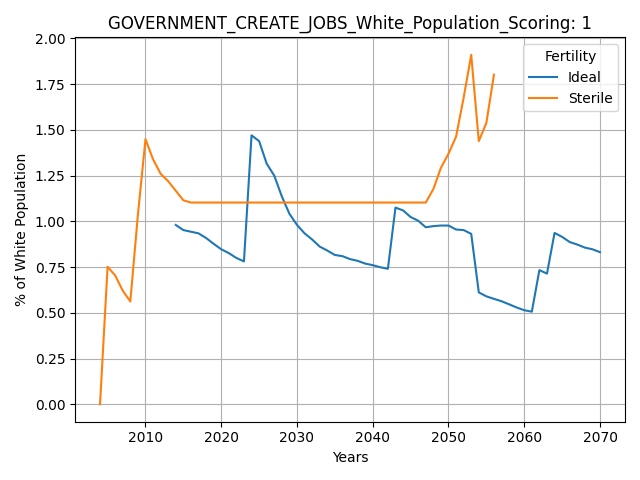 GOVERNMENT_CREATE_JOBS_White_Population_Scoring: 1
Fertility
Ideal
Sterile
% of White Population
2.00
1.75
1.50
1.25
1.00
0.75
0.50
0.25
0.00
2010 2020 2030 2040 2050 2060 2070
Years